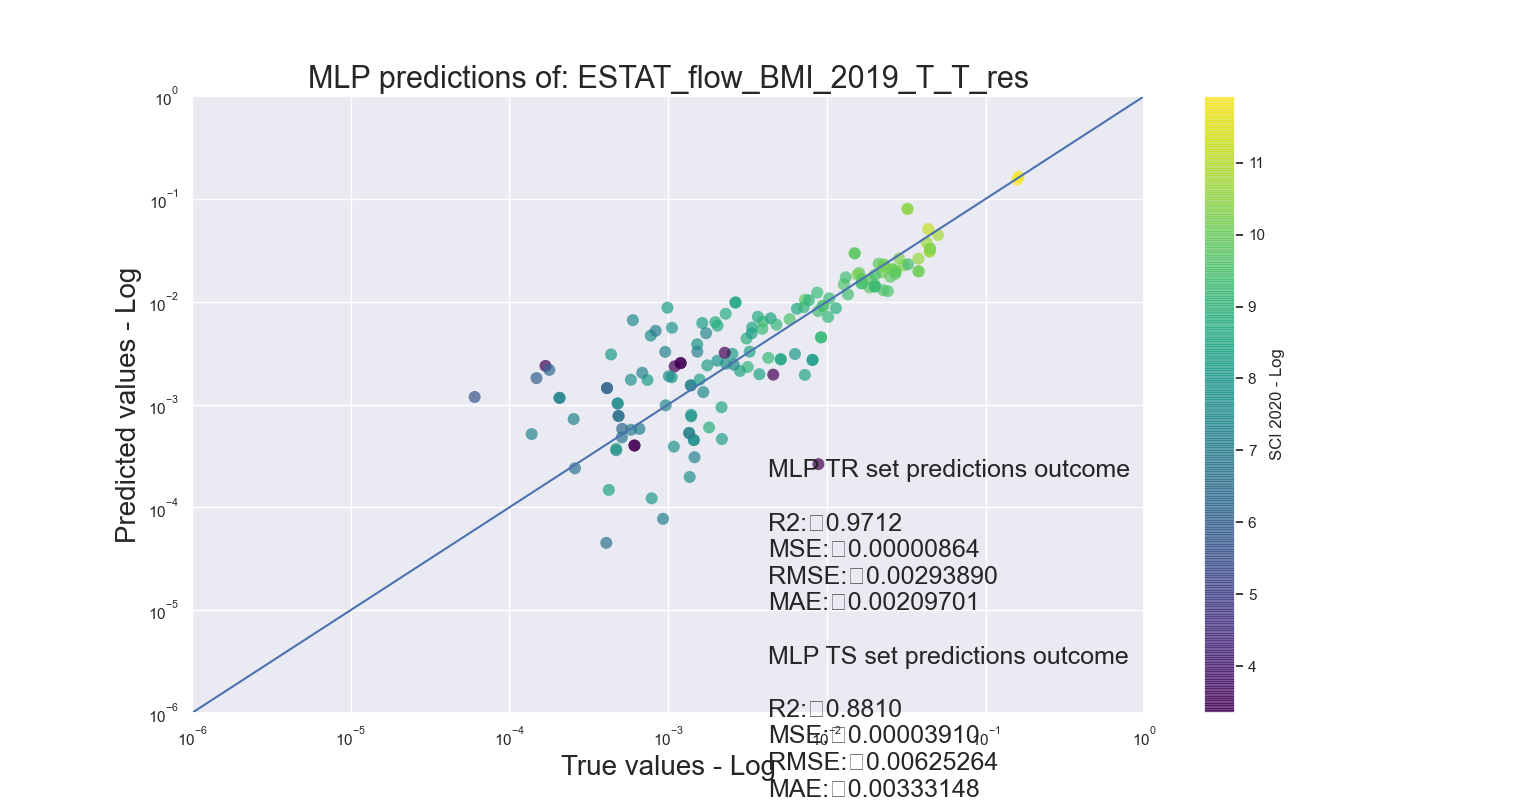 MLP predictions of: ESTAT_flow_BMI_2019_T_T_res
10⁰
10⁻¹
10⁻²
10⁻³
10⁻⁴
10⁻⁵
10⁻⁶
Predicted values - Log
MLP TR set predictions outcome
R2:□0.9712
MSE:□0.00000864
RMSE:□0.00293890
MAE:□0.00209701
MLP TS set predictions outcome
R2:□0.8810
MSE:□0.00003910
RMSE:□0.00625264
MAE:□0.00333148
10⁻⁶ 10⁻⁵ 10⁻⁴ 10⁻³ 10⁻² 10⁻¹ 10⁰
True values - Log
11
10
9
8
7
6
5
4
SCI 2020 - Log